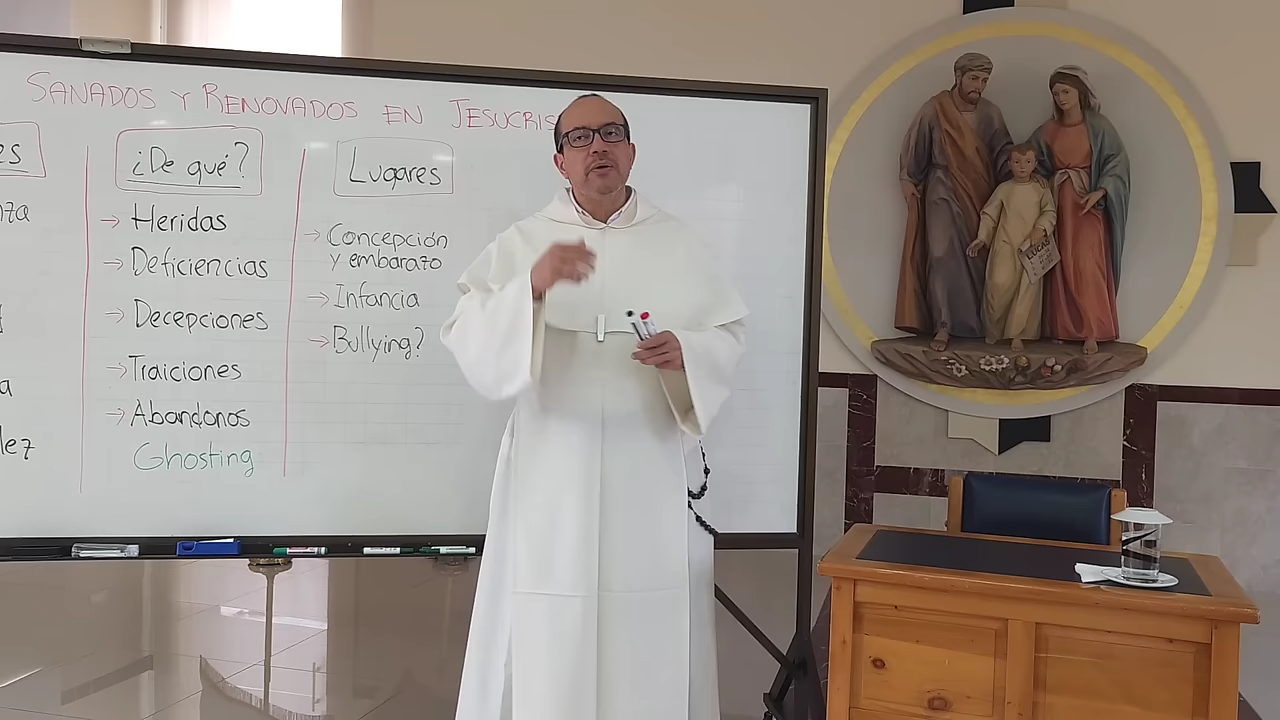 SANADOS Y RENOVADOS EN JESUCRIS
¿De qué?
→ Heridas
→ Deficiencias
→ Decepciones
→ Traiciones
→ Abandonos
Ghosting
Lugares
→ Concepción
y embarazo
→ Infancia
→ Bullying?
LUCAS